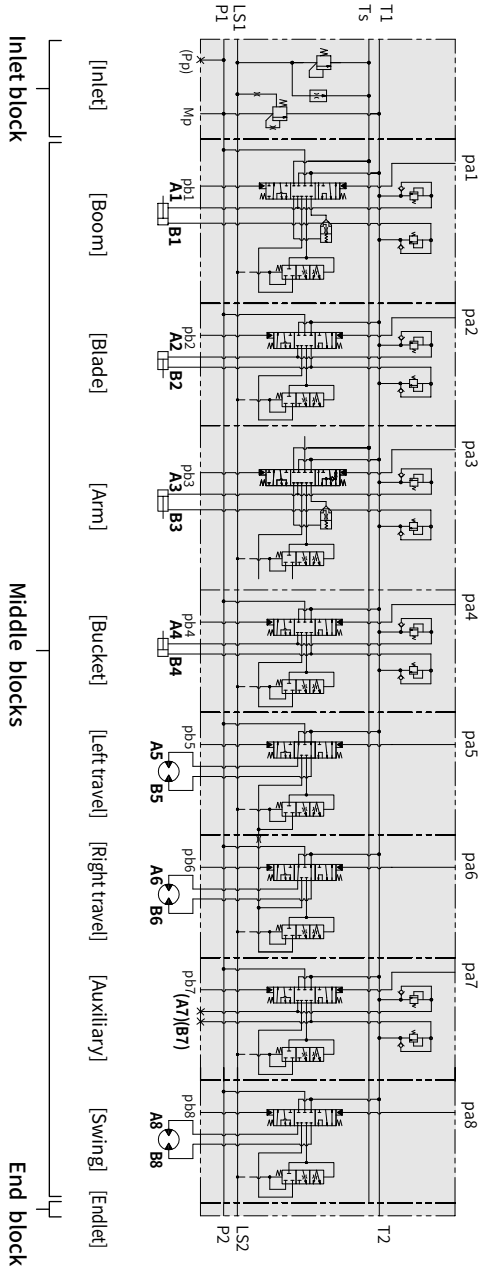 P1
LS1
Ts
T1
(Pp)
Mp
[Inlet]
Inlet block
pa1
pb1
A1
B1
[Boom]
pa2
pb2
A2
B2
[Blade]
pa3
pb3
A3
B3
[Arm]
pa4
pb4
A4
B4
[Bucket]
Middle blocks
pa5
pb5
A5
B5
[Left travel]
pa6
pb6
A6
B6
[Right travel]
pa7
pb7
(A7)(B7)
[Auxiliary]
pa8
pb8
A8
B8
[Swing]
[Endlet]
End block
P2
LS2
T2